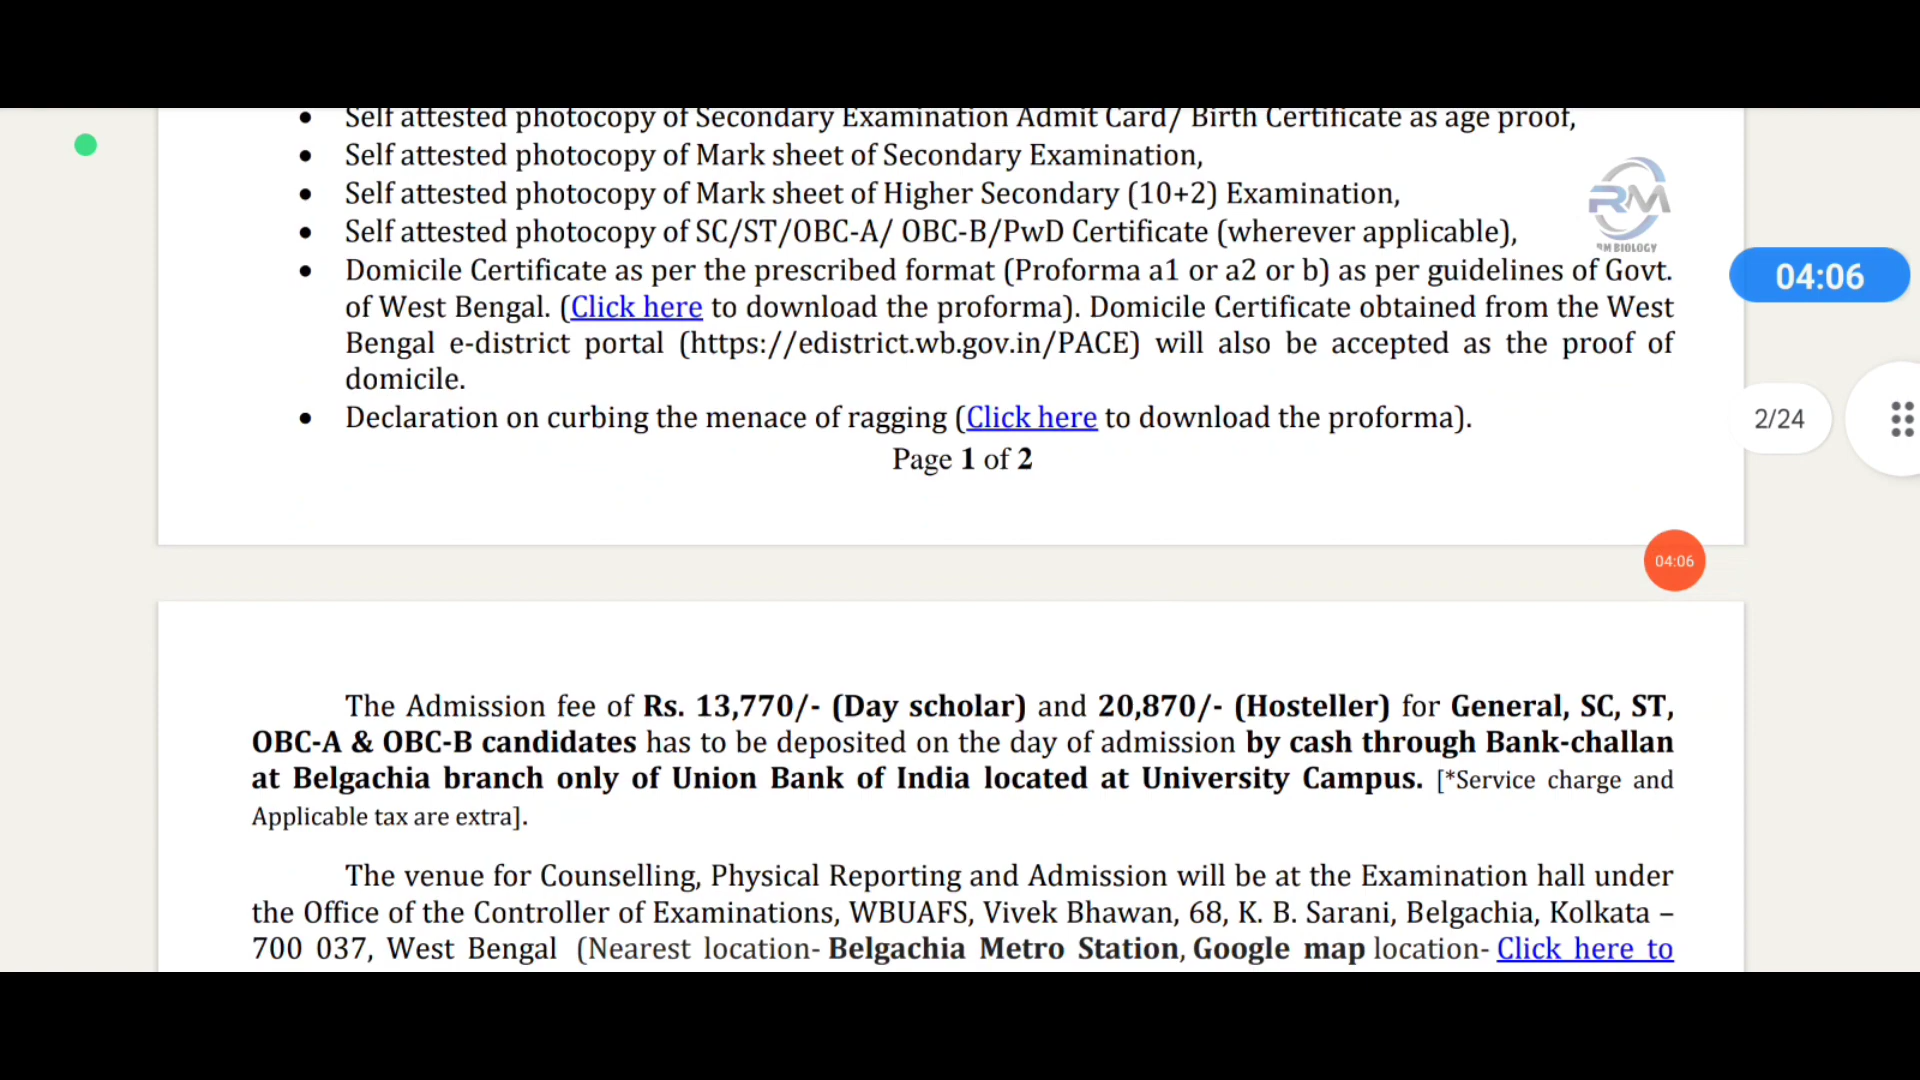 • Self attested photocopy of Secondary Examination Admit Card/ Birth Certificate as age proof,
• Self attested photocopy of Mark sheet of Secondary Examination,
• Self attested photocopy of Mark sheet of Higher Secondary (10+2) Examination,
• Self attested photocopy of SC/ST/OBC-A/ OBC-B/PwD Certificate (wherever applicable),
RM
RM BIOLOGY
• Domicile Certificate as per the prescribed format (Proforma a1 or a2 or b) as per guidelines of Govt.
of West Bengal. (Click here to download the proforma). Domicile Certificate obtained from the West
Bengal e-district portal (https://edistrict.wb.gov.in/PACE) will also be accepted as the proof of
domicile.
• Declaration on curbing the menace of ragging (Click here to download the proforma).
Page 1 of 2
04:06
2/24
04:06
The Admission fee of Rs. 13,770/- (Day scholar) and 20,870/- (Hosteller) for General, SC, ST,
OBC-A & OBC-B candidates has to be deposited on the day of admission by cash through Bank-challan
at Belgachia branch only of Union Bank of India located at University Campus. [*Service charge and
Applicable tax are extra].
The venue for Counselling, Physical Reporting and Admission will be at the Examination hall under
the Office of the Controller of Examinations, WBUAFS, Vivek Bhawan, 68, K. B. Sarani, Belgachia, Kolkata –
700 037, West Bengal (Nearest location- Belgachia Metro Station, Google map location- Click here to